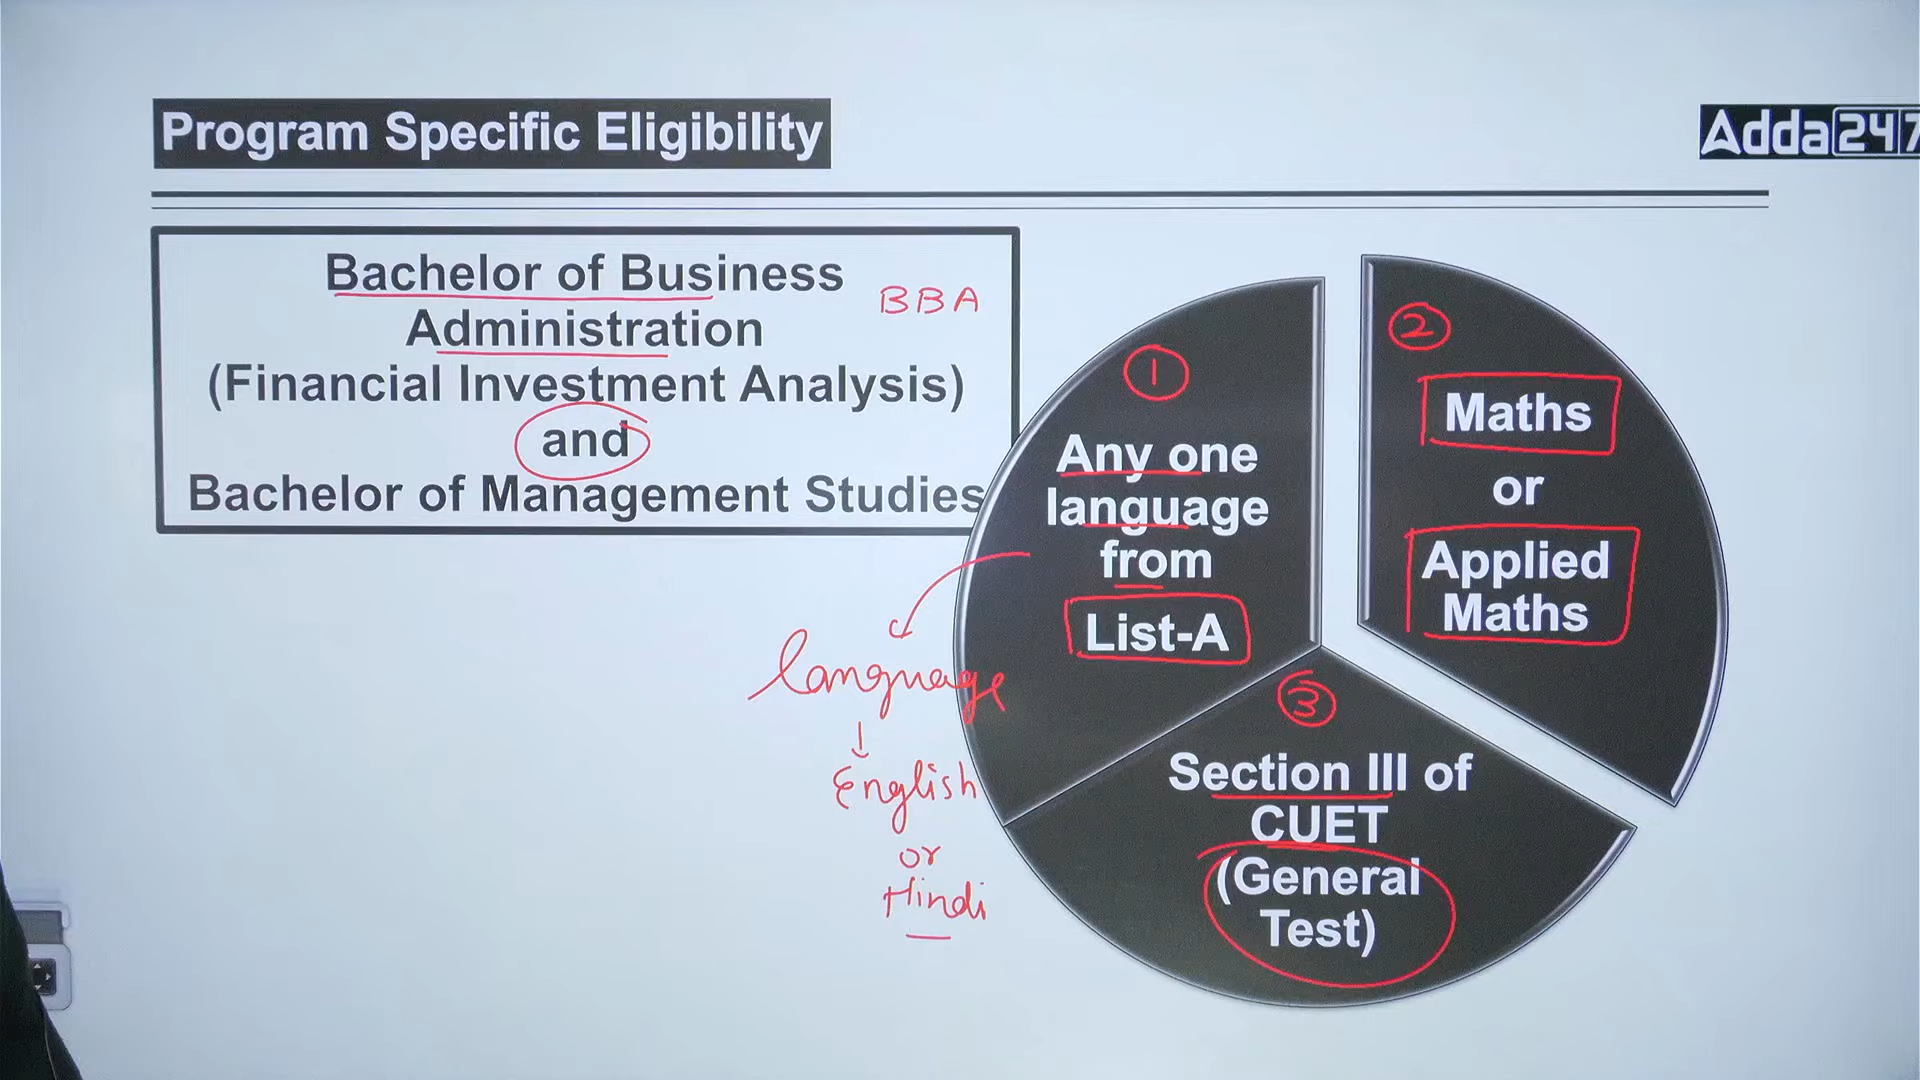 Program Specific Eligibility
Adda247
Bachelor of Business
Administration
BBA
(Financial Investment Analysis)
and
Bachelor of Management Studies
1
Any one
language
from
List-A
2
Maths
or
Applied
Maths
3
Section III of
CUET
(General
Test)
language
English
or
Hindi